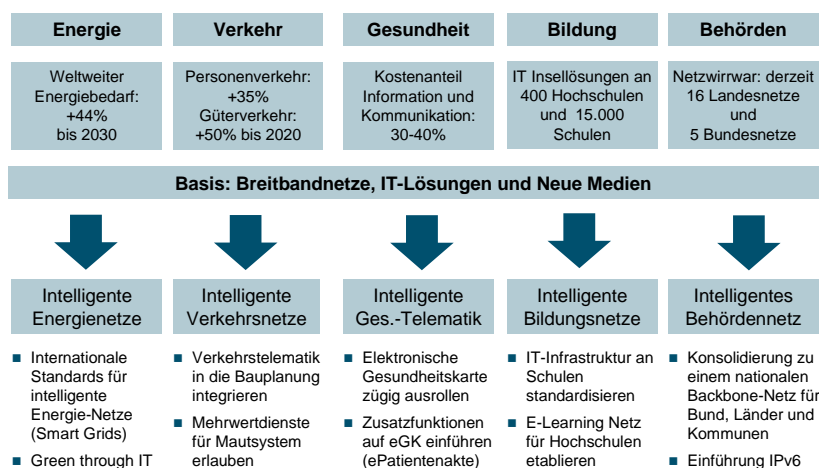 Energie
Verkehr
Gesundheit
Bildung
Behörden
Weltweiter
Energiebedarf:
+44%
bis 2030
Personenverkehr:
+35%
Güterverkehr:
+50% bis 2020
Kostenanteil
Information und
Kommunikation:
30-40%
IT Insellösungen an
400 Hochschulen
und 15.000
Schulen
Netzwirrwar: derzeit
16 Landesnetze
und
5 Bundesnetze
Basis: Breitbandnetze, IT-Lösungen und Neue Medien
Intelligente
Energienetze
Intelligente
Verkehrsnetze
Intelligente
Ges.-Telematik
Intelligente
Bildungsnetze
Intelligentes
Behördennetz
■ Internationale
Standards für
intelligente
Energie-Netze
(Smart Grids)
■ Green through IT
■ Verkehrstelematik
in die Bauplanung
integrieren
■ Mehrwertdienste
für Mautsystem
erlauben
■ Elektronische
Gesundheitskarte
zügig ausrollen
■ Zusatzfunktionen
auf eGK einführen
(ePatientenakte)
■ IT-Infrastruktur an
Schulen
standardisieren
■ E-Learning Netz
für Hochschulen
etablieren
■ Konsolidierung zu
einem nationalen
Backbone-Netz für
Bund, Länder und
Kommunen
■ Einführung IPv6